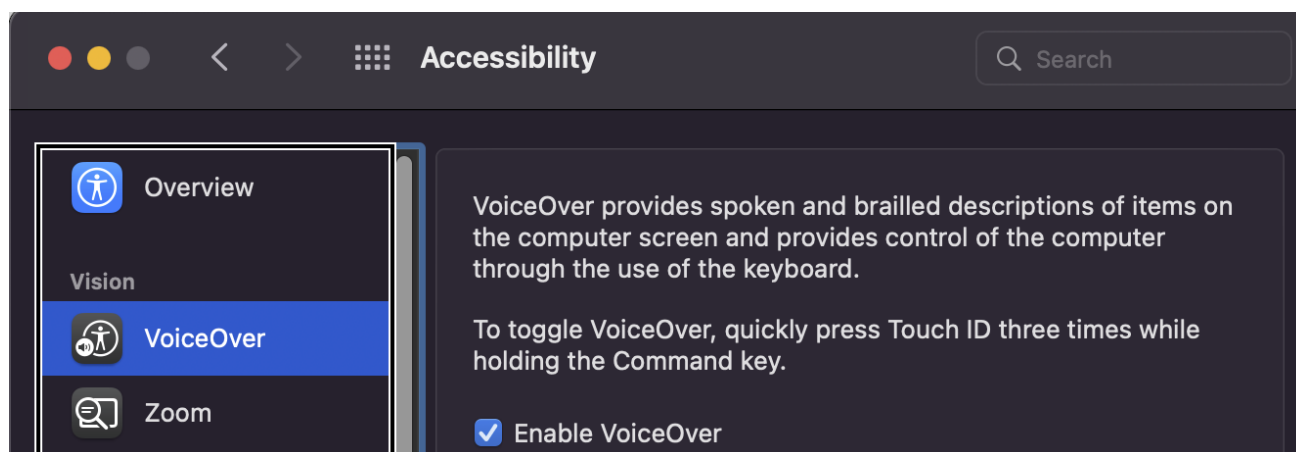 Accessibility
Search
Overview
Vision
VoiceOver
Zoom
VoiceOver provides spoken and brailled descriptions of items on
the computer screen and provides control of the computer
through the use of the keyboard.
To toggle VoiceOver, quickly press Touch ID three times while
holding the Command key.
Enable VoiceOver